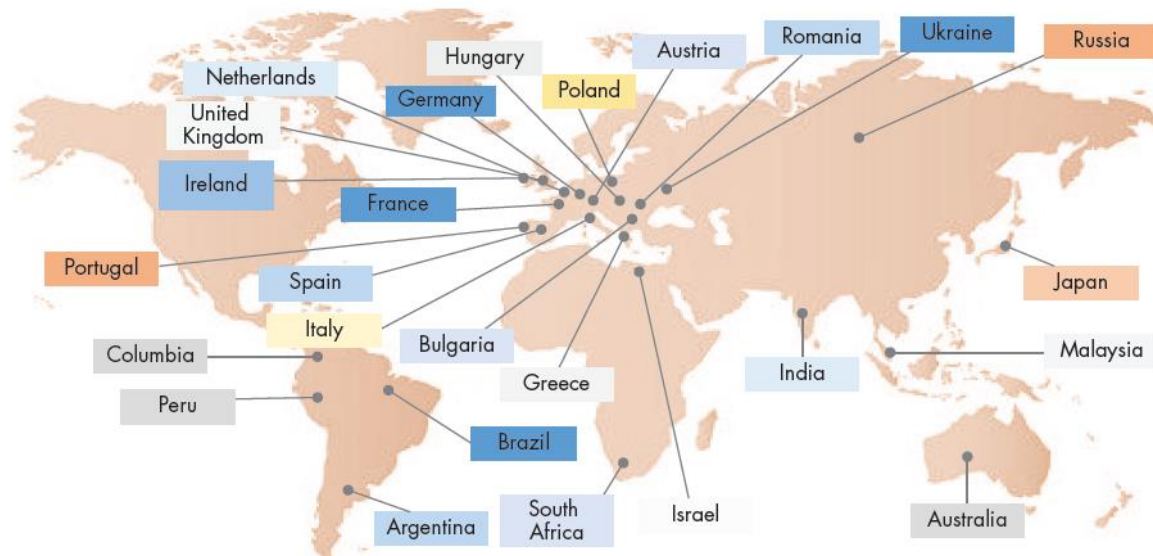 Austria
Romania
Ukraine
Russia
Hungary
Netherlands
Germany
Poland
United
Kingdom
Ireland
France
Portugal
Spain
Japan
Italy
Bulgaria
Columbia
Malaysia
India
Greece
Peru
Brazil
South
Africa
Israel
Argentina
Australia